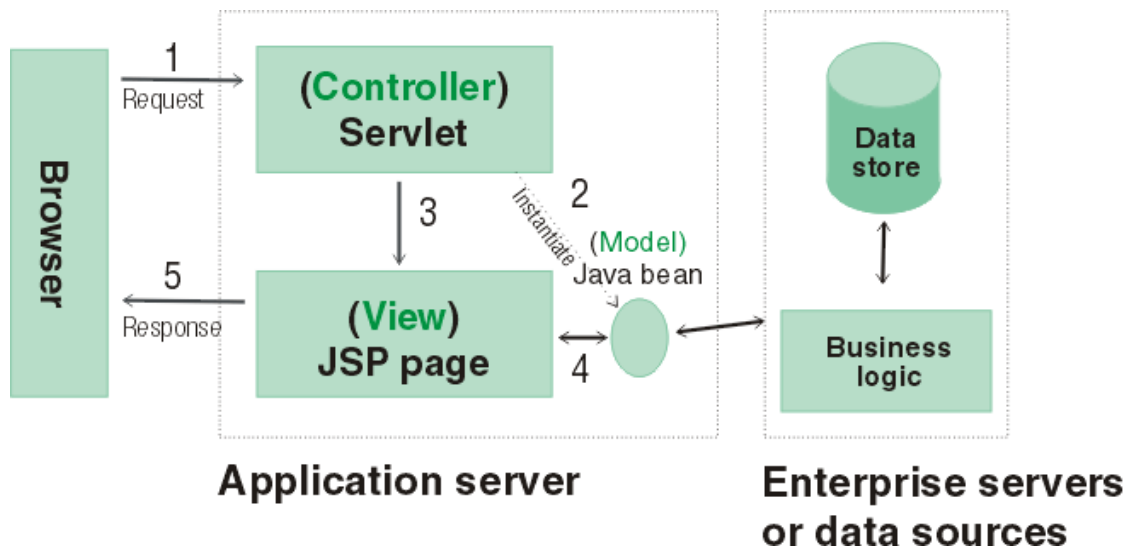 1
Request
(Controller)
Servlet
Browser
2
Instantiate
3
(Model)
Java bean
5
Response
(View)
JSP page
4
Data
store
Business
logic
Application server
Enterprise servers
or data sources